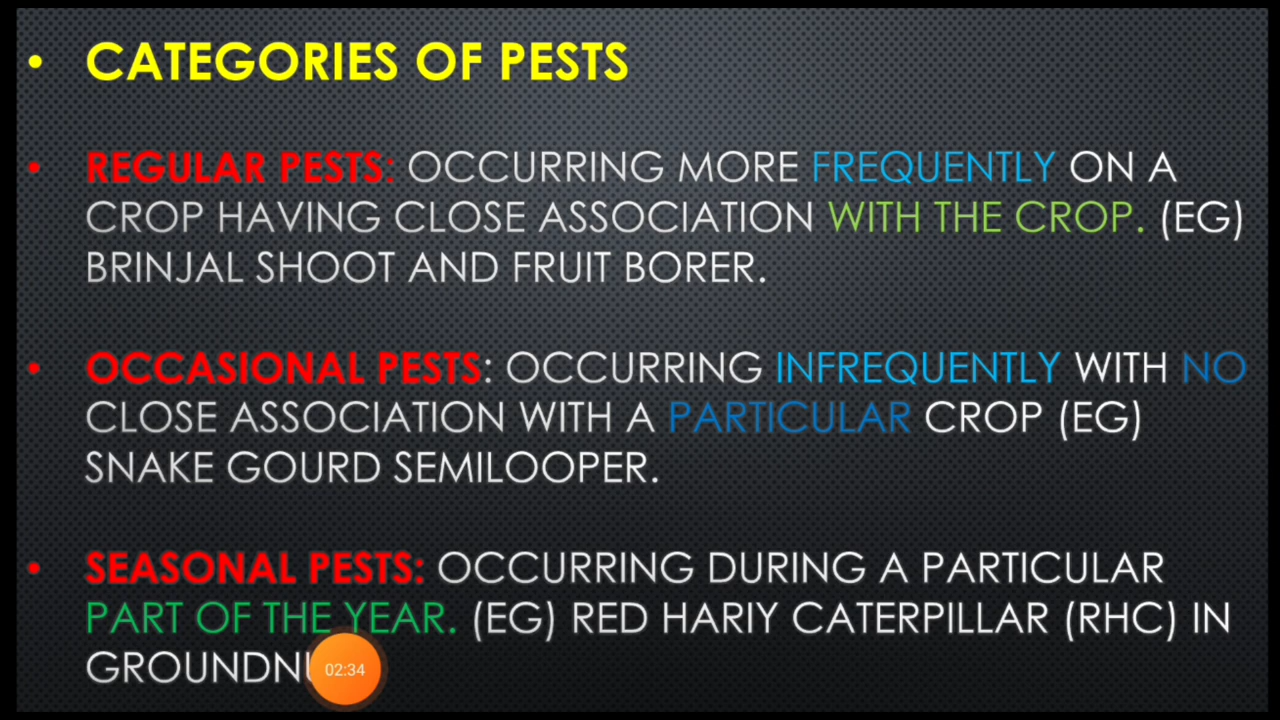 • CATEGORIES OF PESTS
• REGULAR PESTS: OCCURRING MORE FREQUENTLY ON A
CROP HAVING CLOSE ASSOCIATION WITH THE CROP. (EG)
BRINJAL SHOOT AND FRUIT BORER.
• OCCASIONAL PESTS: OCCURRING INFREQUENTLY WITH NO
CLOSE ASSOCIATION WITH A PARTICULAR CROP (EG)
SNAKE GOURD SEMILOOPER.
• SEASONAL PESTS: OCCURRING DURING A PARTICULAR
PART OF THE YEAR. (EG) RED HARIY CATERPILLAR (RHC) IN
02:34